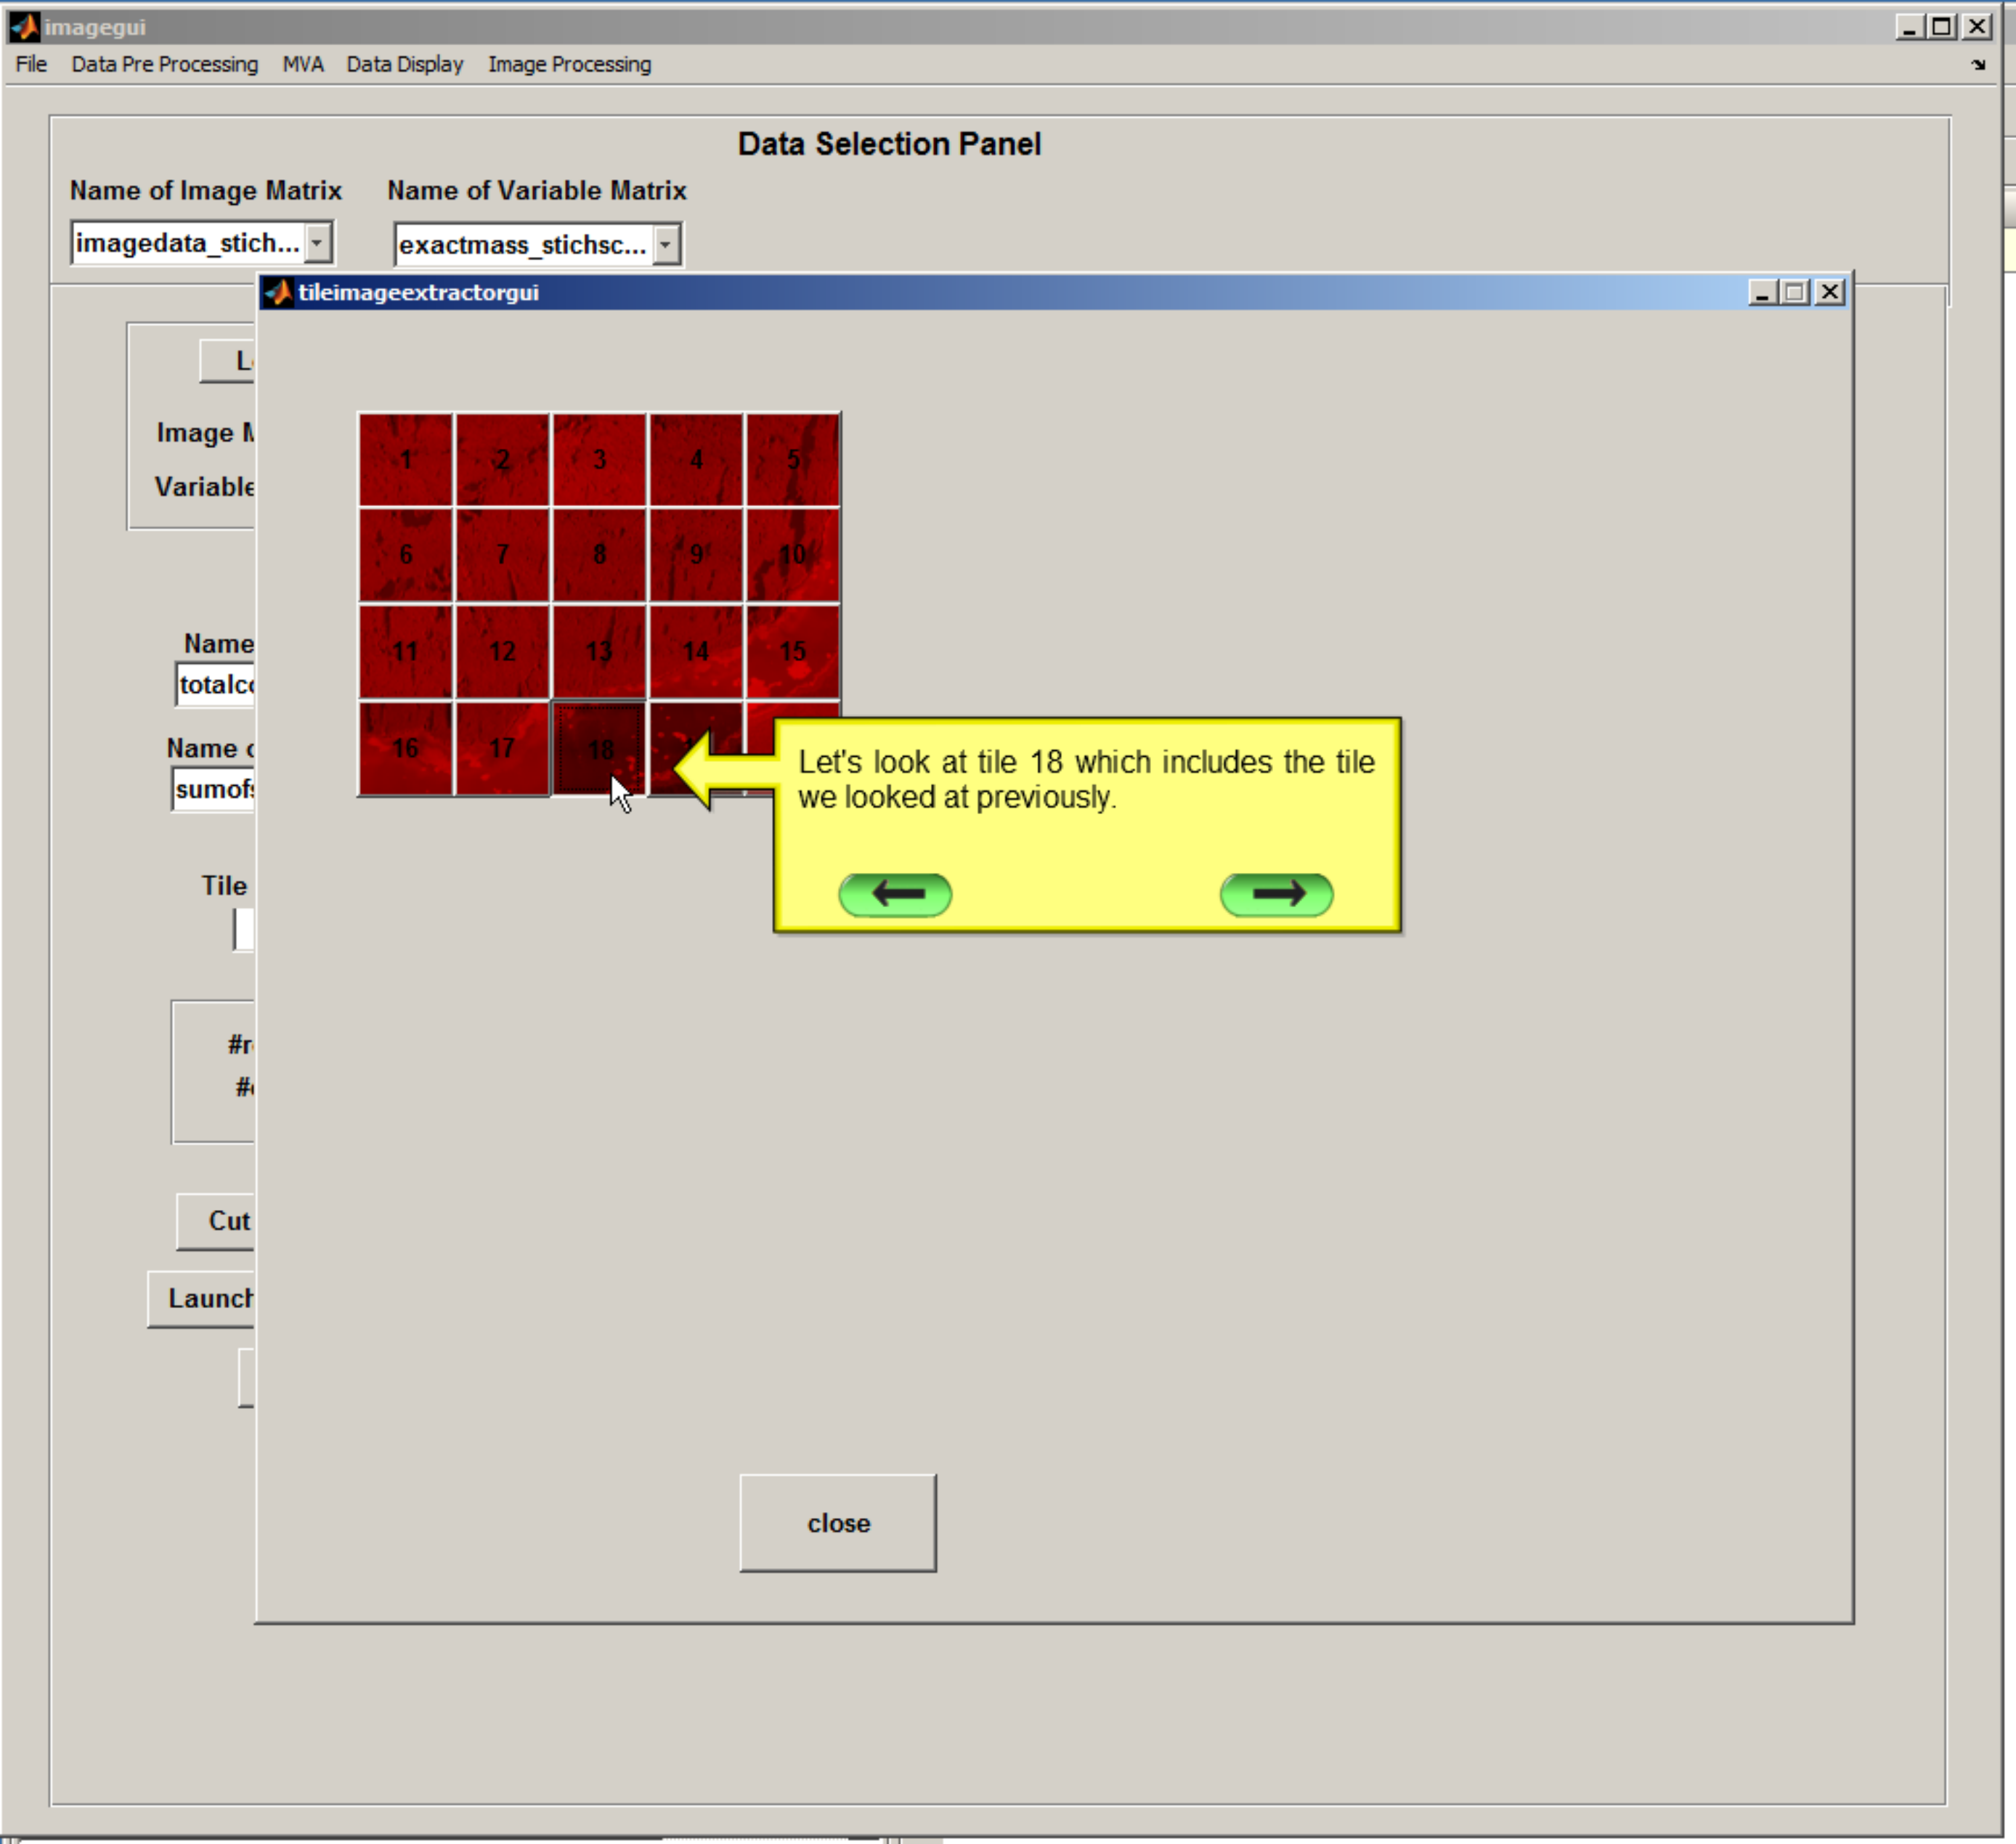 imagegui
File Data Pre Processing MVA Data Display Image Processing
Data Selection Panel
Name of Image Matrix Name of Variable Matrix
imagedata_stich... exactmass_stichsc...
tileimageextractorgui
Image
Variable
Name
Name
Tile
Cut
Launch
1 2 3 4 5
6 7 8 9 10
11 12 13 14 15
16 17 18
Let's look at tile 18 which includes the tile
we looked at previously.
close